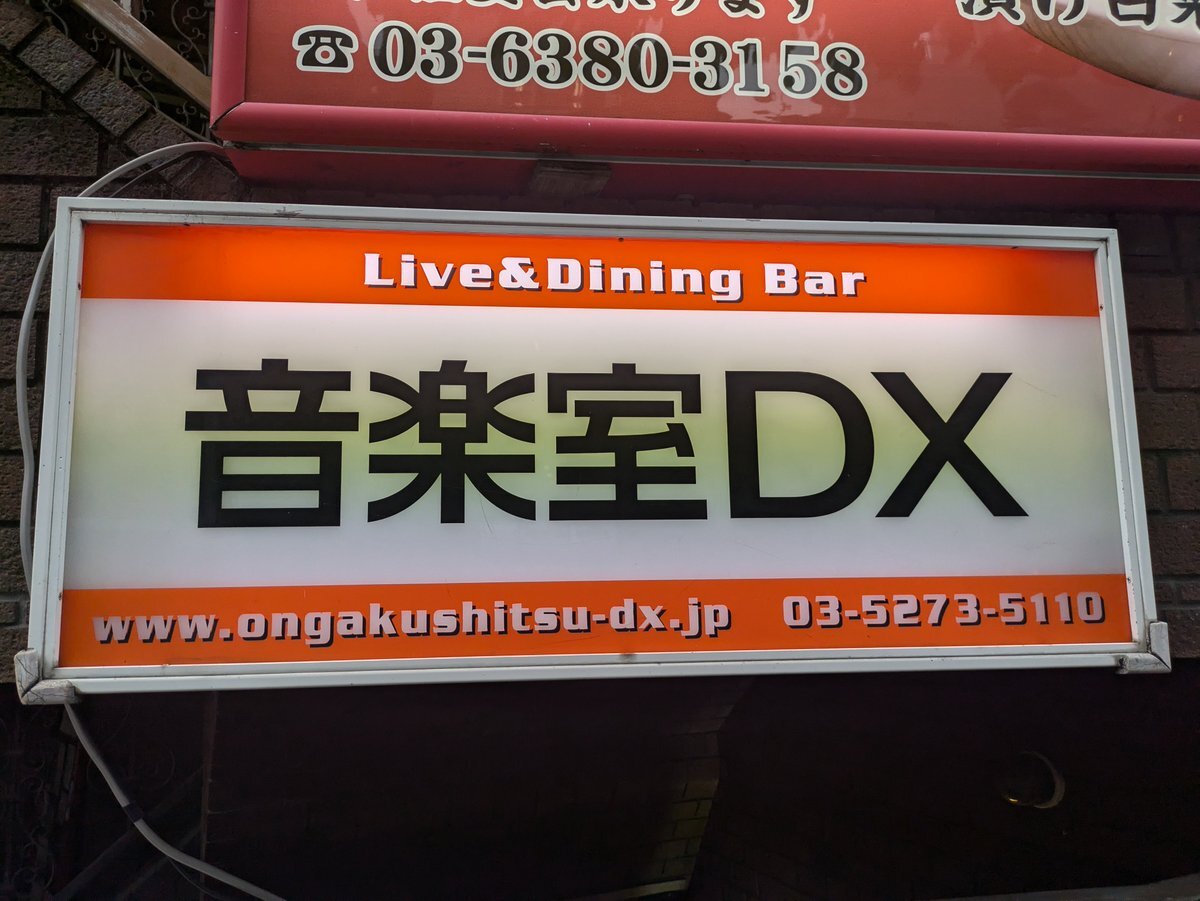 ☎03-6380-3158
Live&Dining Bar
音楽室DX
www.ongakushitsu-dx.jp 03-5273-5110